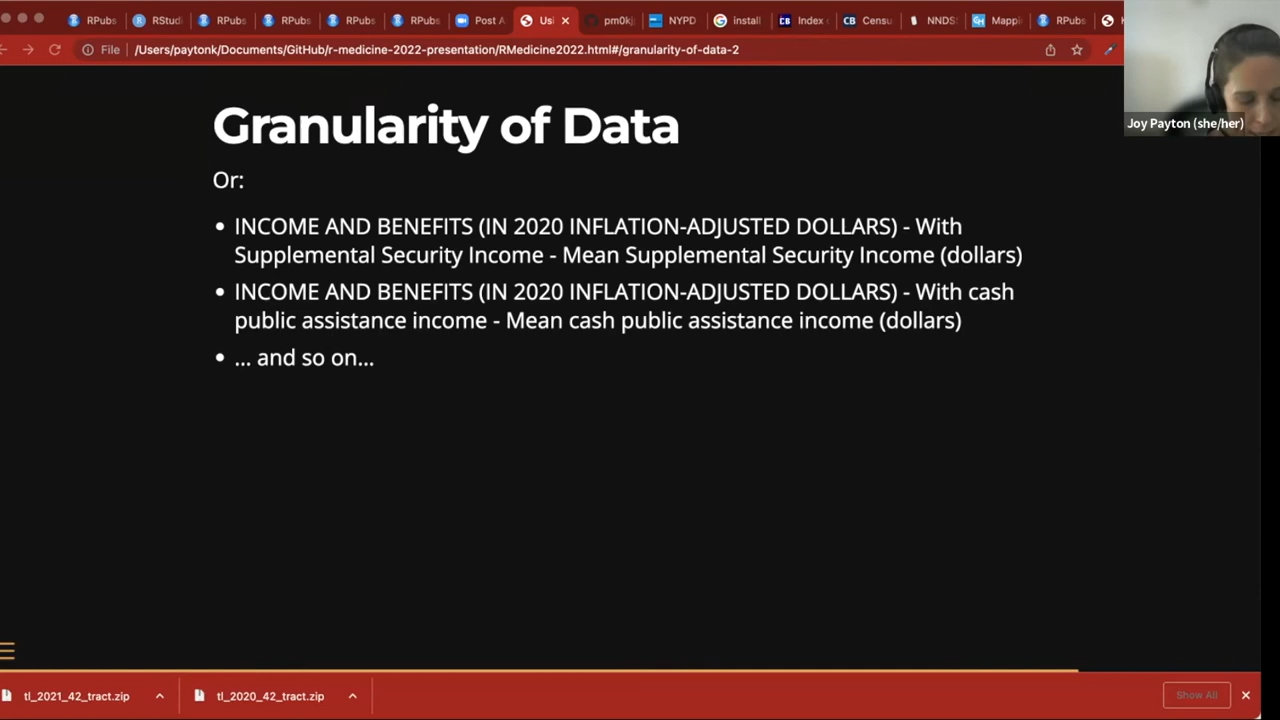 RPubs
RStudi
RPubs
RPubs
RPubs
RPubs
Post A
Usi
pm0kj
NYPD
install
Index
Censu
NNDS
Mappi
RPubs
File
/Users/paytonk/Documents/GitHub/r-medicine-2022-presentation/RMedicine2022.html#/granularity-of-data-2
Joy Payton (she/her)
Granularity of Data
Or:
• INCOME AND BENEFITS (IN 2020 INFLATION-ADJUSTED DOLLARS) - With
Supplemental Security Income - Mean Supplemental Security Income (dollars)
• INCOME AND BENEFITS (IN 2020 INFLATION-ADJUSTED DOLLARS) - With cash
public assistance income - Mean cash public assistance income (dollars)
• ... and so on...
tl_2021_42_tract.zip
tl_2020_42_tract.zip
Show All